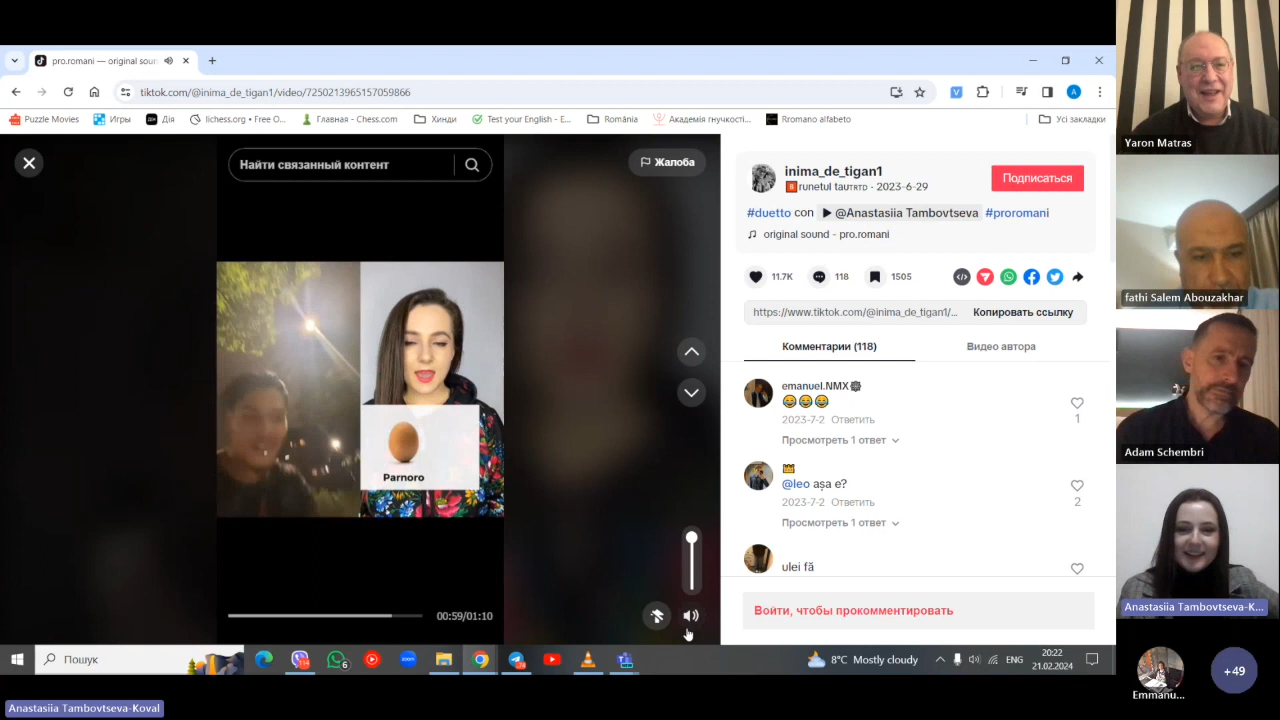 pro.romani — original sour
tiktok.com/@inima_de_tigan1/video/7250213965157059866
Puzzle Movies
Игры
Дія
lichess.org • Free O...
Главная - Chess.com
Хинди
Test your English - E...
România
Академія гнучкості...
Rromano alfabeto
Усі закладки
Найти связанный контент
Жалоба
Parnoro
00:59/01:10
inima_de_tigan1
runetul taᴜᴛʀᴛᴅ · 2023-6-29
Подписаться
#duetto con @Anastasiia Tambovtseva #proromani
original sound - pro.romani
11.7K
118
1505
https://www.tiktok.com/@inima_de_tigan1/...
Копировать ссылку
Комментарии (118)
Видео автора
emanuel.NMX
2023-7-2 Ответить
1
Просмотреть 1 ответ
@leo așa e?
2023-7-2 Ответить
2
Просмотреть 1 ответ
ulei fă
Войти, чтобы прокомментировать
Пошук
6
8°C Mostly cloudy
ENG
20:22
21.02.2024
Yaron Matras
fathi Salem Abouzakhar
Adam Schembri
Anastasiia Tambovtseva-K...
Emmanu...
+49
Anastasiia Tambovtseva-Koval